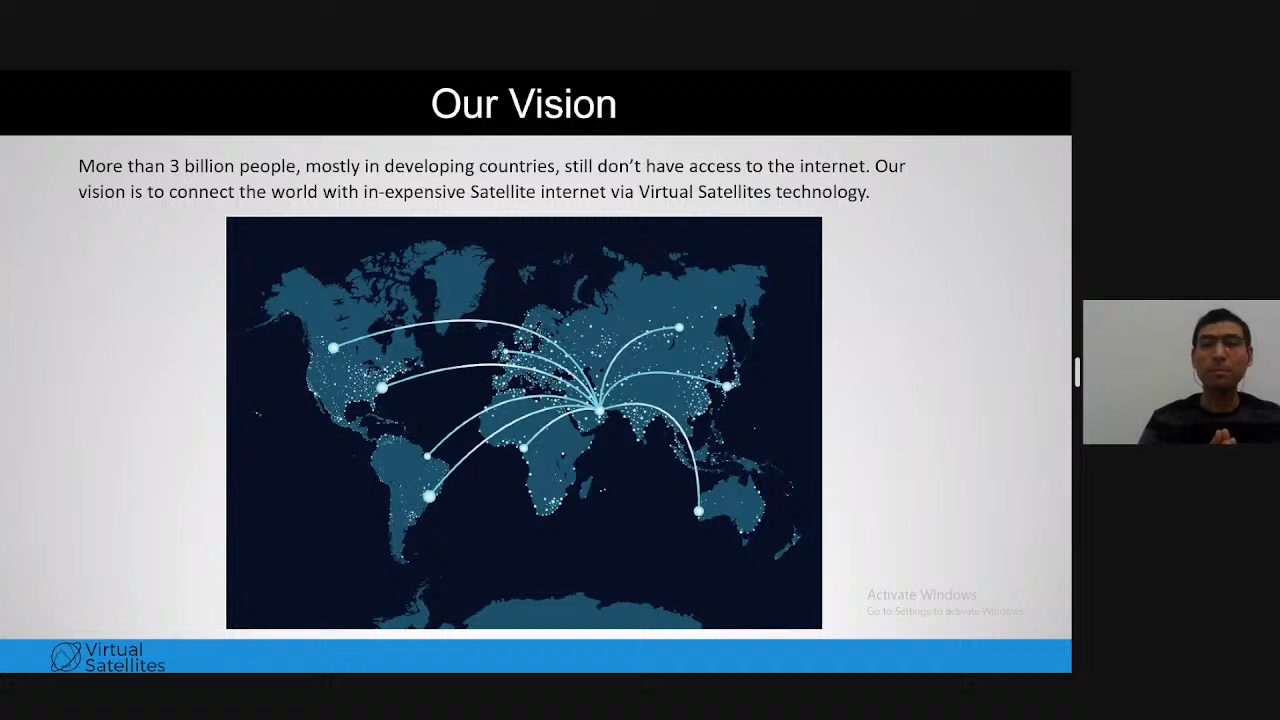 Our Vision
More than 3 billion people, mostly in developing countries, still don't have access to the internet. Our
vision is to connect the world with in-expensive Satellite internet via Virtual Satellites technology.
Activate Windows
Go to Settings to activate Windows.
Virtual
Satellites